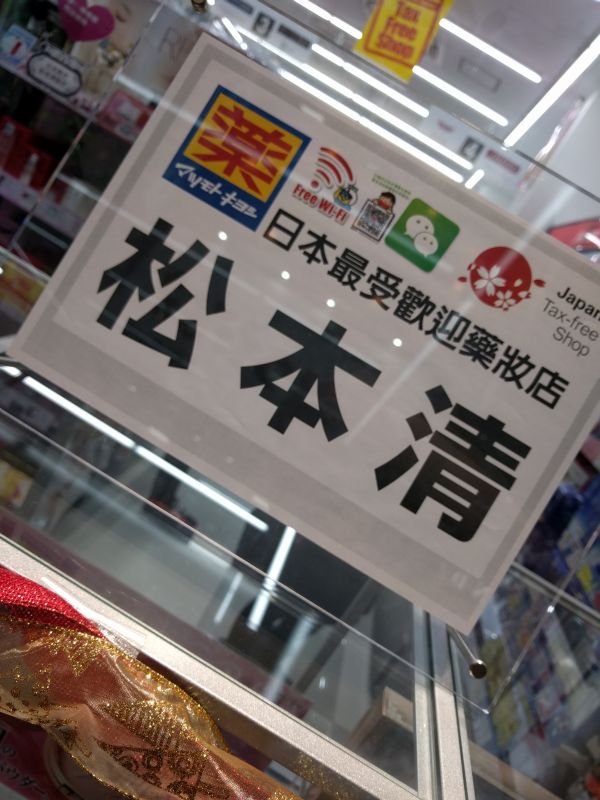 Tax
Free
Shop
薬
マツモトキヨシ
Free Wi-Fi
Japan.
Tax-free
Shop
日本最受歡迎藥妝店
松本清